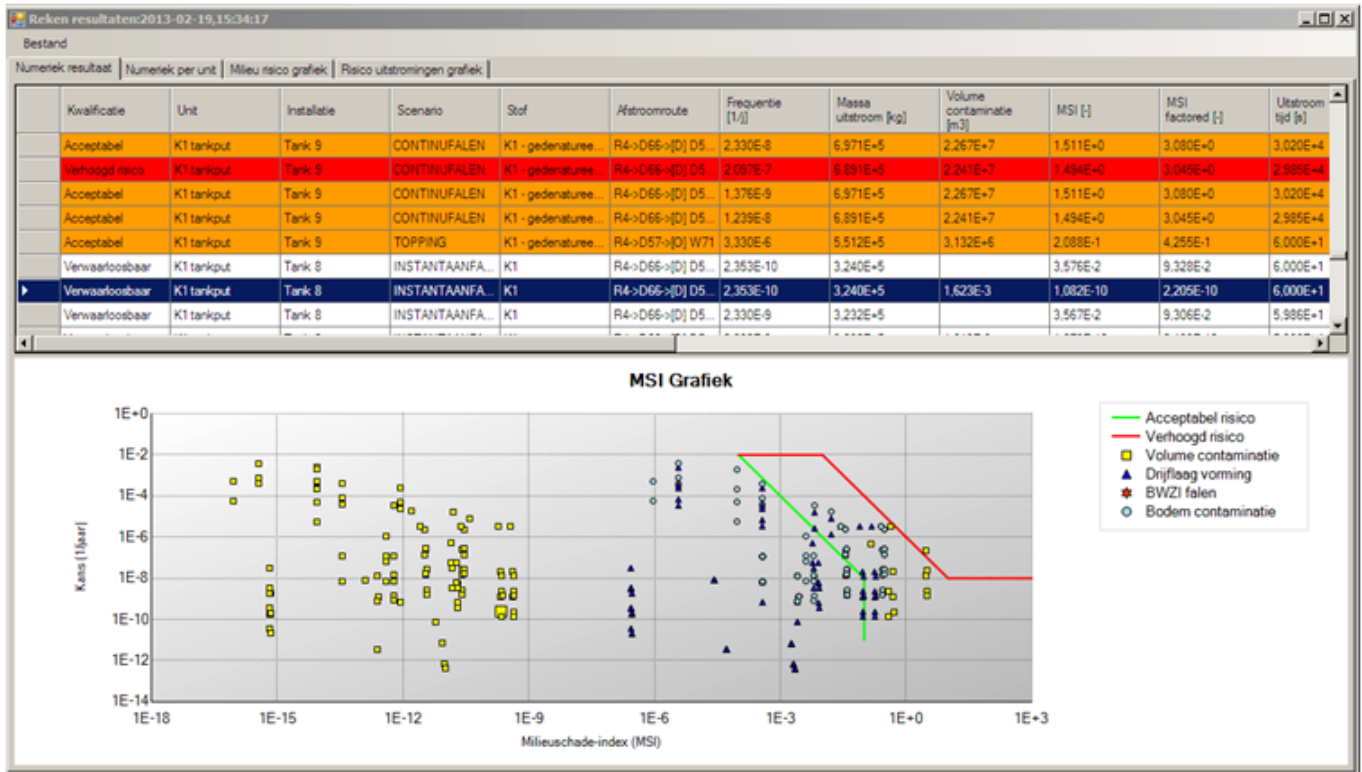 Reken resultaten:2013-02-19,15:34:17
Bestand
Numeriek resultaat Numeriek per unit Milieu risico grafiek Risico uitstromingen grafiek
Kwalificatie Unit Installatie Scenario Stof Afstroomroute Frequentie [1/j] Massa uitstroom [kg] Volume contaminatie [m3] MSI [-] MSI factored [-] Uitstroom tijd [s]
Acceptabel K1 tankput Tank 9 CONTINUFALEN K1 - gedenaturee... R4->D66->[D] D5... 2,330E-8 6,971E+5 2,267E+7 1,511E+0 3,080E+0 3,020E+4
Verhoogd risico K1 tankput Tank 9 CONTINUFALEN K1 - gedenaturee... R4->D66->[D] D5... 2,097E-7 6,891E+5 2,241E+7 1,494E+0 3,045E+0 2,985E+4
Acceptabel K1 tankput Tank 9 CONTINUFALEN K1 - gedenaturee... R4->D66->[D] D5... 1,376E-9 6,971E+5 2,267E+7 1,511E+0 3,080E+0 3,020E+4
Acceptabel K1 tankput Tank 9 CONTINUFALEN K1 - gedenaturee... R4->D66->[D] D5... 1,239E-8 6,891E+5 2,241E+7 1,494E+0 3,045E+0 2,985E+4
Acceptabel K1 tankput Tank 9 TOPPING K1 - gedenaturee... R4->D57->[O] W71 3,330E-6 5,512E+5 3,132E+6 2,088E-1 4,255E-1 6,000E+1
Verwaarloosbaar K1 tankput Tank 8 INSTANTAANFA... K1 R4->D66->[D] D5... 2,353E-10 3,240E+5 3,576E-2 9,328E-2 6,000E+1
Verwaarloosbaar K1 tankput Tank 8 INSTANTAANFA... K1 R4->D66->[D] D5... 2,353E-10 3,240E+5 1,623E-3 1,082E-10 2,205E-10 6,000E+1
Verwaarloosbaar K1 tankput Tank 8 INSTANTAANFA... K1 R4->D66->[D] D5... 2,330E-9 3,232E+5 3,567E-2 9,306E-2 5,986E+1
MSI Grafiek
1E+0
1E-2
1E-4
1E-6
1E-8
1E-10
1E-12
1E-14
Kans (1/jaar)
1E-18 1E-15 1E-12 1E-9 1E-6 1E-3 1E+0 1E+3
Milieuschade-index (MSI)
Acceptabel risico
Verhoogd risico
Volume contaminatie
Drijflaag vorming
BWZI falen
Bodem contaminatie